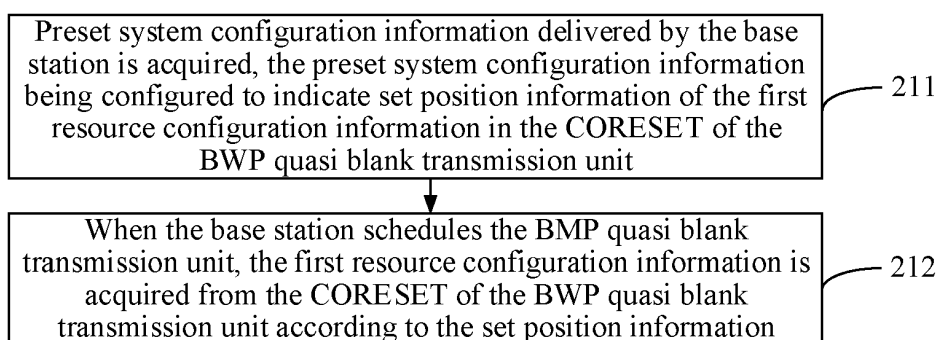 Preset system configuration information delivered by the base
station is acquired, the preset system configuration information
being configured to indicate set position information of the first
resource configuration information in the CORESET of the
BWP quasi blank transmission unit
211
When the base station schedules the BMP quasi blank
transmission unit, the first resource configuration information is
acquired from the CORESET of the BWP quasi blank
transmission unit according to the set position information
212